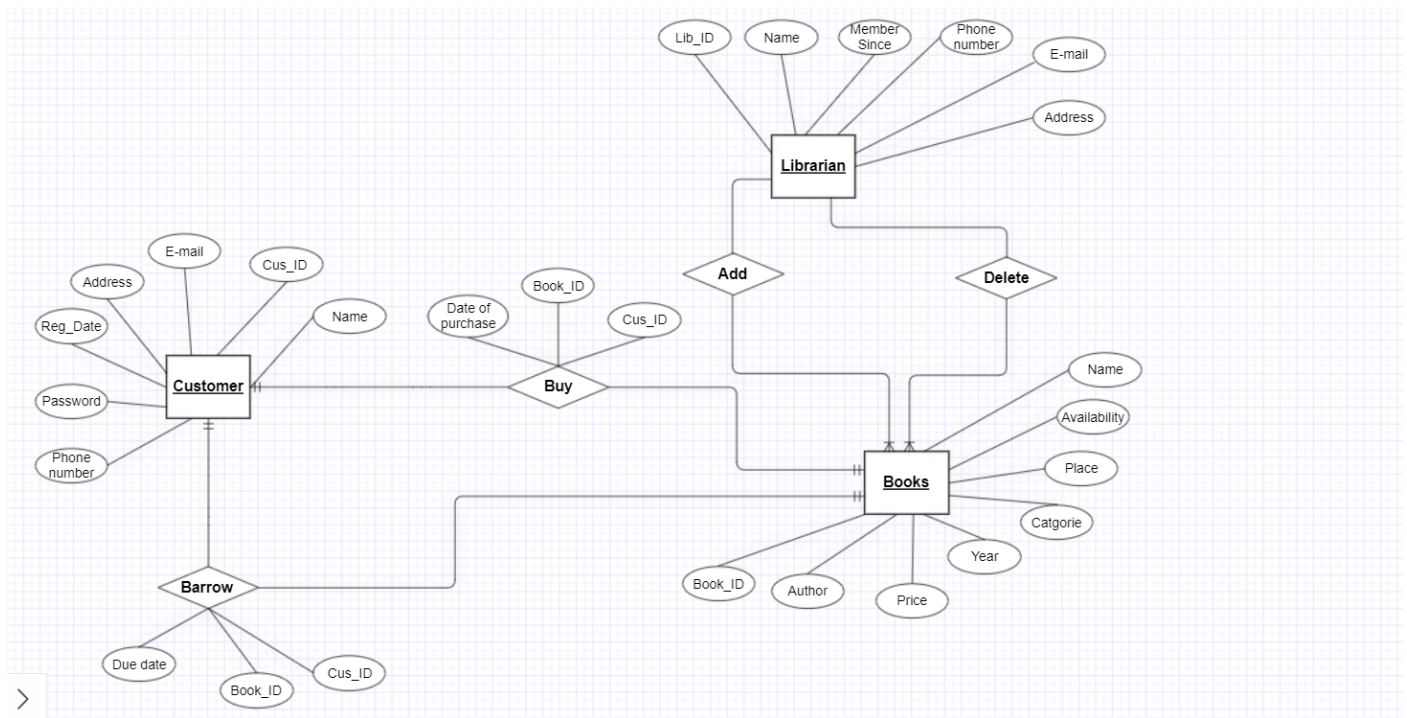 Lib_ID
Name
Member
Since
Phone
number
E-mail
Address
Librarian
Add
Delete
E-mail
Cus_ID
Address
Name
Reg_Date
Customer
Password
Phone
number
Book_ID
Date of
purchase
Cus_ID
Buy
Name
Availability
Place
Books
Catgorie
Year
Book_ID
Author
Price
Barrow
Due date
Book_ID
Cus_ID